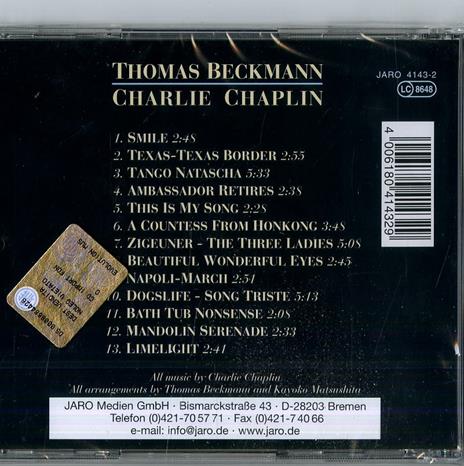 THOMAS BECKMANN
JARO 4143-2
CHARLIE CHAPLIN
LC 8648
1. SMILE 2:48
2. TEXAS-TEXAS BORDER 2:55
3. TANGO NATASCHA 5:33
4. AMBASSADOR RETIRES 2:38
5. THIS IS MY SONG 2:28
6. A COUNTESS FROM HONKONG 3:48
7. ZIGEUNER - THE THREE LADIES 5:08
BEAUTIFUL WONDERFUL EYES 2:45
NAPOLI-MARCH 2:51
10. DOGSLIFE - SONG TRISTE 5:13
11. BATH TUB NONSENSE 2:08
12. MANDOLIN SERENADE 2:33
13. LIMELIGHT 2:41
4 006180 414329
All music by Charlie Chaplin
All arrangements by Thomas Beckmann and Kayoko Matsushita
JARO Medien GmbH · Bismarckstraße 43 · D-28203 Bremen
Telefon (0)421-70 57 71 · Fax (0)421-7 40 66
e-mail: info@jaro.de · www.jaro.de